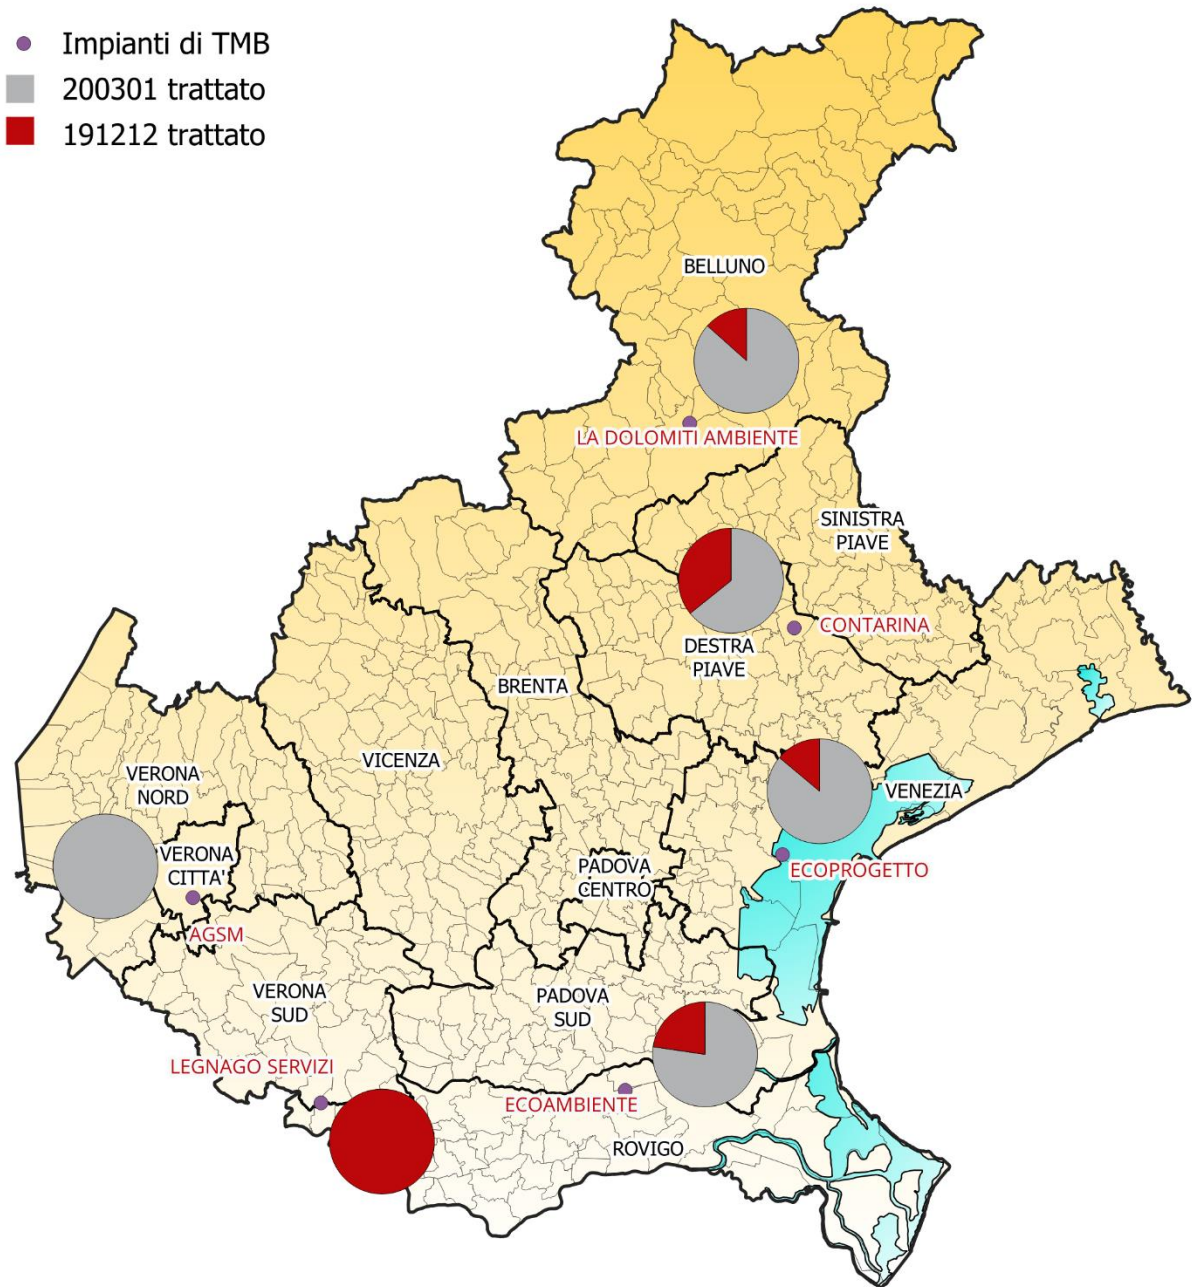 Impianti di TMB
200301 trattato
191212 trattato
BELLUNO
LA DOLOMITI AMBIENTE
SINISTRA
PIAVE
CONTARINA
DESTRA
PIAVE
BRENTA
VICENZA
VERONA
NORD
VENEZIA
VERONA
CITTA'
PADOVA
CENTRO
ECOPROGETTO
AGSM
VERONA
SUD
PADOVA
SUD
LEGNAGO SERVIZI
ECOAMBIENTE
ROVIGO